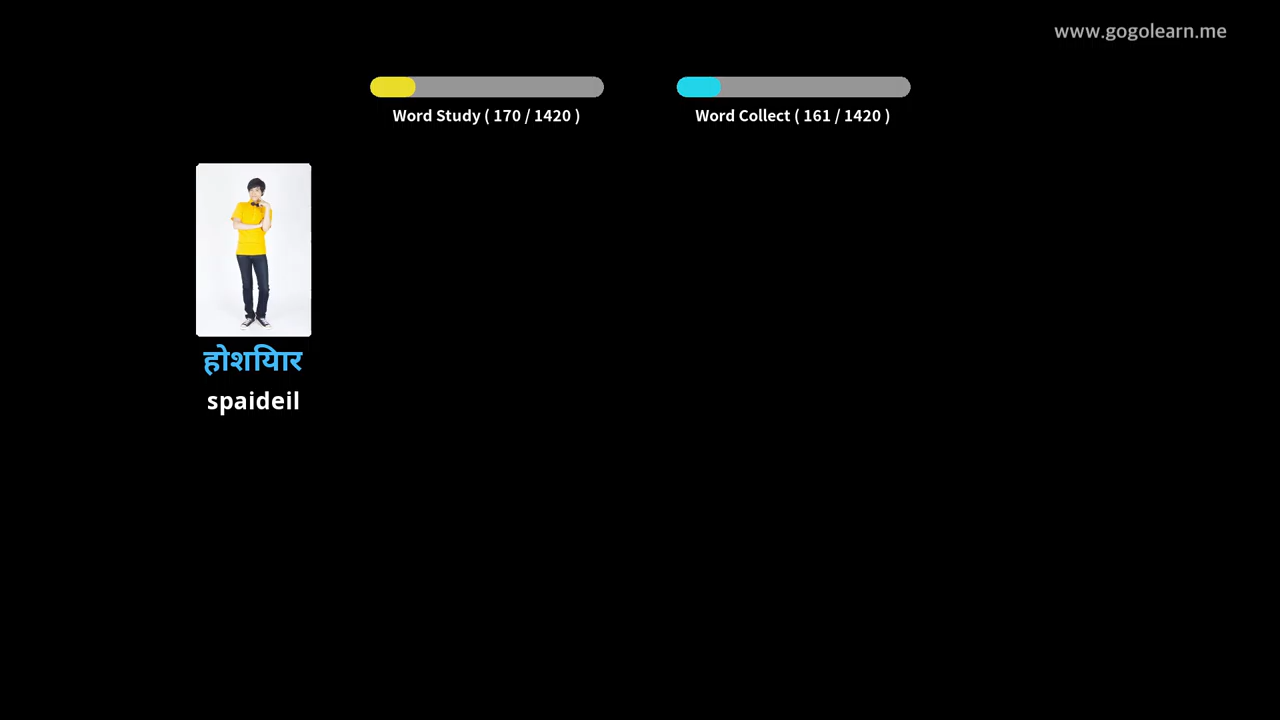 www.gogolearn.me
Word Study ( 170 / 1420 )
Word Collect ( 161 / 1420 )
होशियार
spaideil